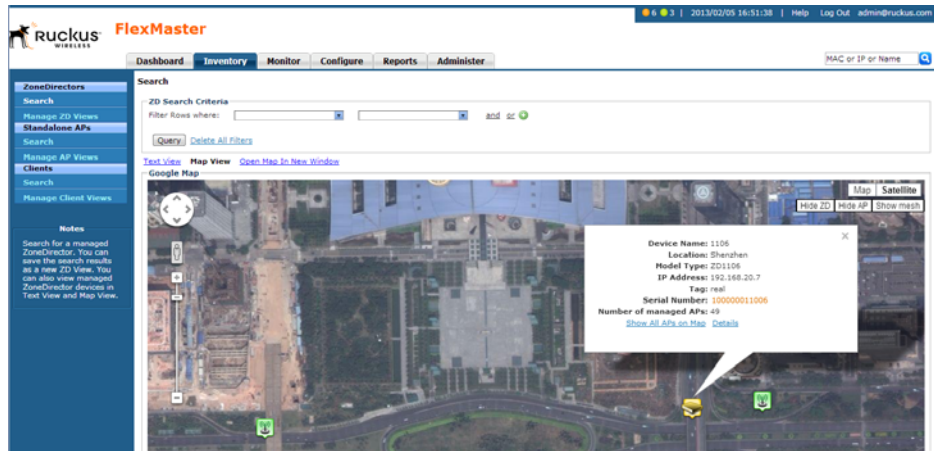 6 3 | 2013/02/05 16:51:38 | Help Log Out admin@ruckus.com
Ruckus WIRELESS
FlexMaster
Dashboard Inventory Monitor Configure Reports Administer
MAC or IP or Name
ZoneDirectors
Search
Manage ZD Views
Standalone APs
Search
Manage AP Views
Clients
Search
Manage Client Views
Notes
Search for a managed
ZoneDirector. You can
save the search results
as a new ZD View. You
can also view managed
ZoneDirector devices in
Text View and Map View.
Search
ZD Search Criteria
Filter Rows where: and or
Query Delete All Filters
Text View Map View Open Map In New Window
Google Map
Map Satellite
Hide ZD Hide AP Show mesh
Device Name: 1106
Location: Shenzhen
Model Type: ZD1106
IP Address: 192.168.20.7
Tag: real
Serial Number: 100000011006
Number of managed APs: 49
Show All APs on Map Details